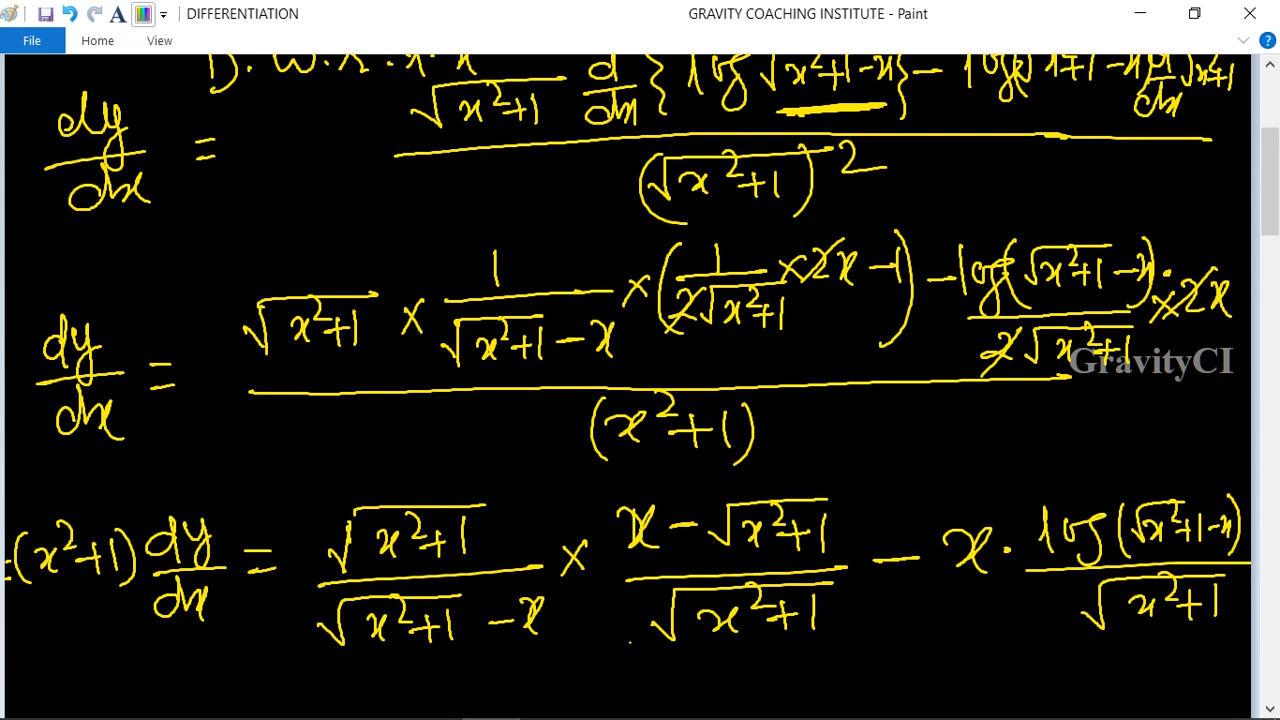 DIFFERENTIATION
GRAVITY COACHING INSTITUTE - Paint
File Home View
D. w. r. t. x
dy/dx = (√(x²+1) d/dx {log √(x²+1 - x)} - log(√(x²+1 - x) d/dx √(x²+1)) / (√(x²+1))²
dy/dx = (√(x²+1) × 1/(√(x²+1) - x) × (1/(2√(x²+1)) × 2x - 1) - log(√(x²+1) - x)/(2√(x²+1)) · × 2x) / (x²+1)
GravityCI
(x²+1) dy/dx = √(x²+1)/(√(x²+1) - x) × (x - √(x²+1))/√(x²+1) - x · log(√(x²+1) - x)/√(x²+1)